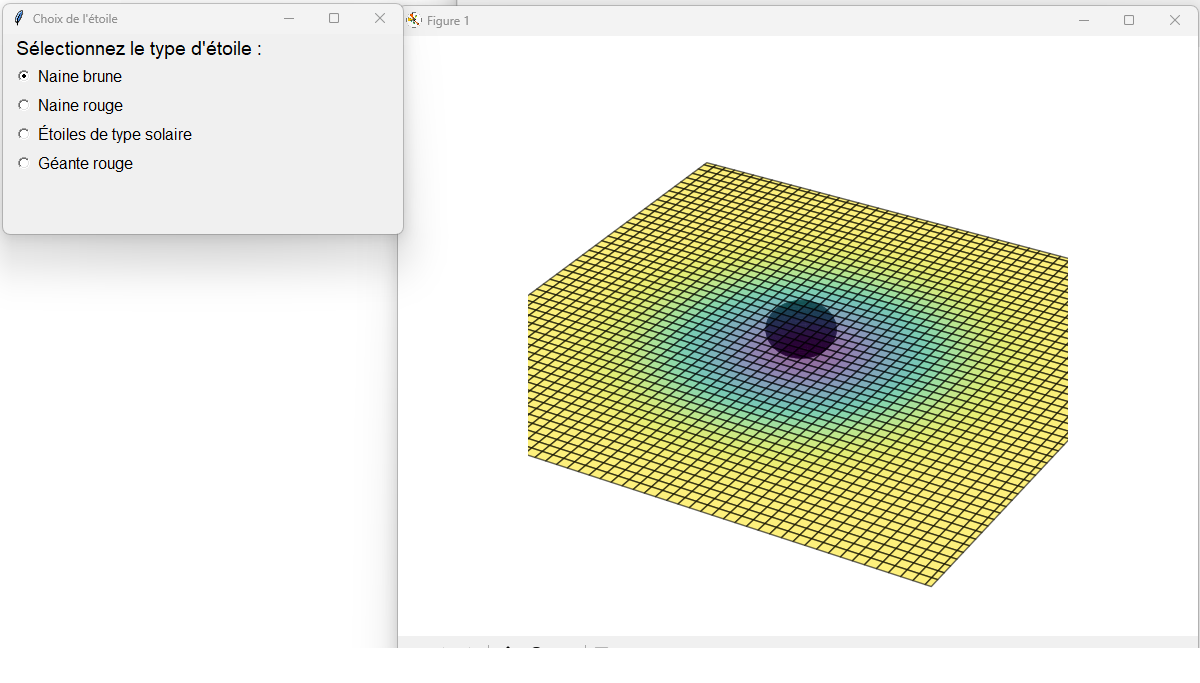 Choix de l'étoile
Sélectionnez le type d'étoile :
Naine brune
Naine rouge
Étoiles de type solaire
Géante rouge
Figure 1